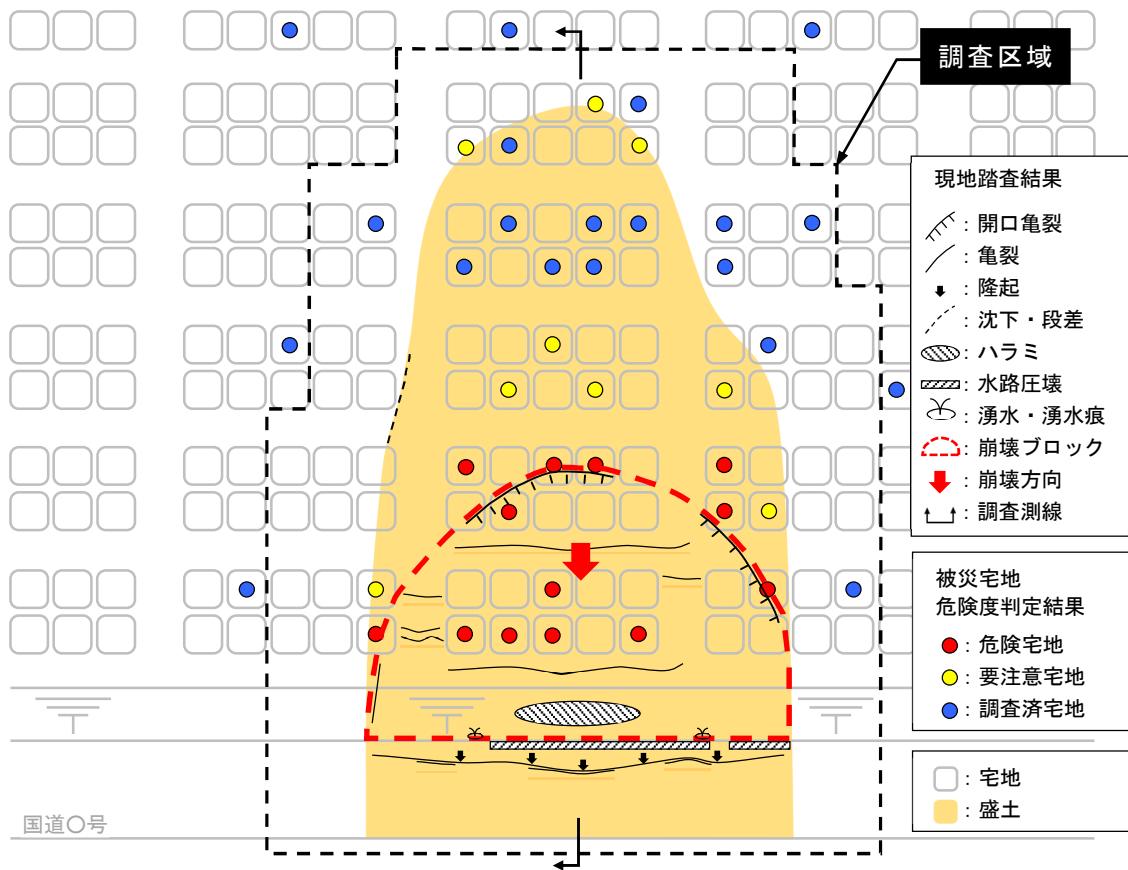 調査区域
現地踏査結果
：開口亀裂
：亀裂
：隆起
：沈下・段差
：ハラミ
：水路圧壊
：湧水・湧水痕
：崩壊ブロック
：崩壊方向
：調査測線
被災宅地
危険度判定結果
：危険宅地
：要注意宅地
：調査済宅地
：宅地
：盛土
国道〇号